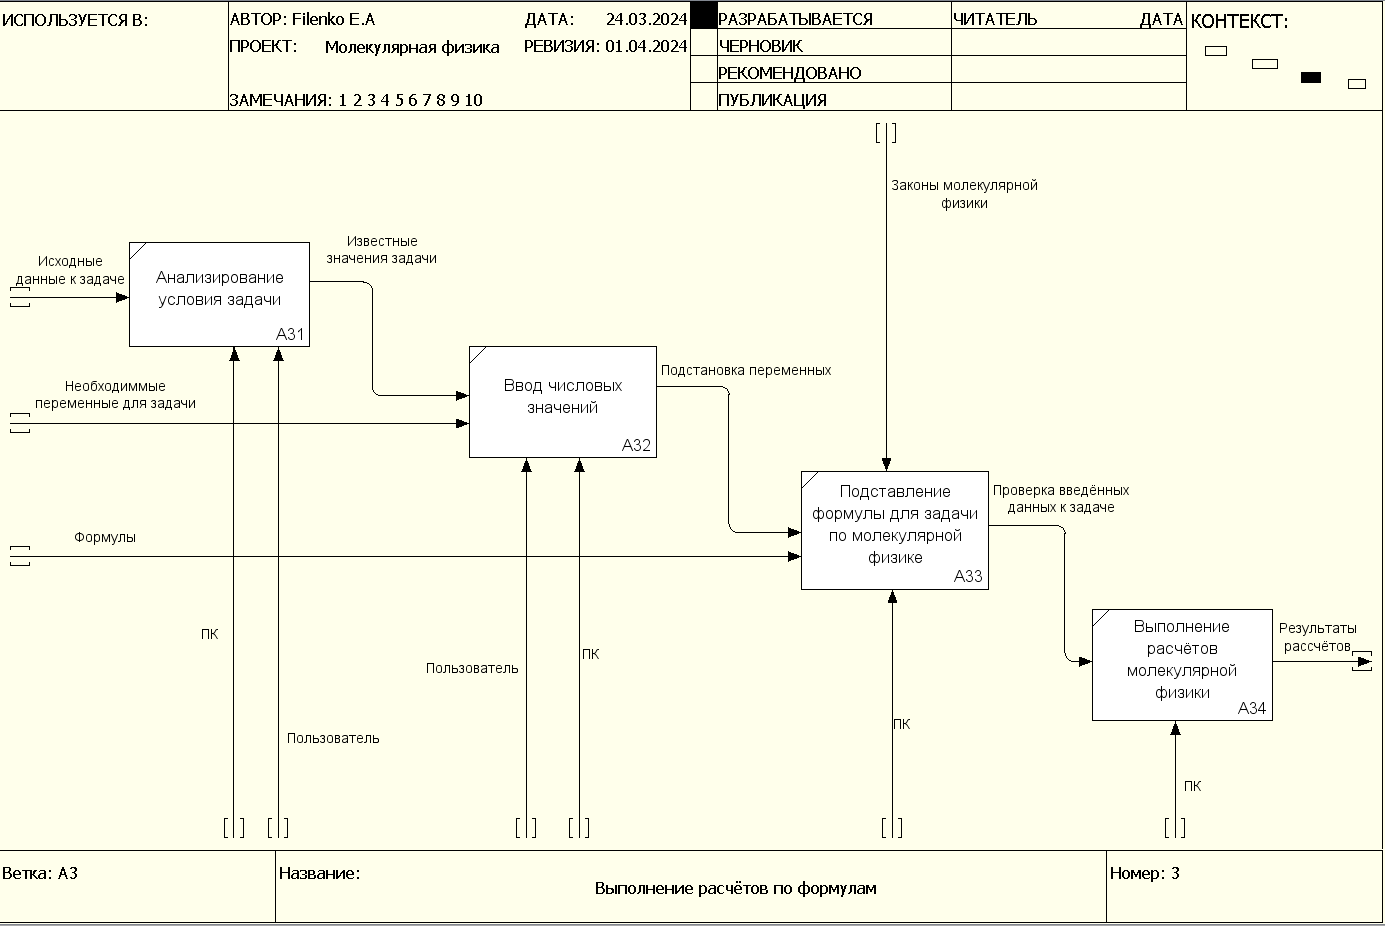 ИСПОЛЬЗУЕТСЯ В:
АВТОР: Filenko E.A
ДАТА: 24.03.2024
ПРОЕКТ: Молекулярная физика
РЕВИЗИЯ: 01.04.2024
ЗАМЕЧАНИЯ: 1 2 3 4 5 6 7 8 9 10
РАЗРАБАТЫВАЕТСЯ
ЧЕРНОВИК
РЕКОМЕНДОВАНО
ПУБЛИКАЦИЯ
ЧИТАТЕЛЬ
ДАТА
КОНТЕКСТ:
Законы молекулярной
физики
Исходные
данные к задаче
Анализирование
условия задачи
A31
Известные
значения задачи
Необходиммые
переменные для задачи
Ввод числовых
значений
A32
Подстановка переменных
Формулы
Подставление
формулы для задачи
по молекулярной
физике
A33
Проверка введённых
данных к задаче
Выполнение
расчётов
молекулярной
физики
A34
Результаты
рассчётов
ПК
Пользователь
Пользователь
ПК
ПК
ПК
Ветка: A3
Название:
Выполнение расчётов по формулам
Номер: 3